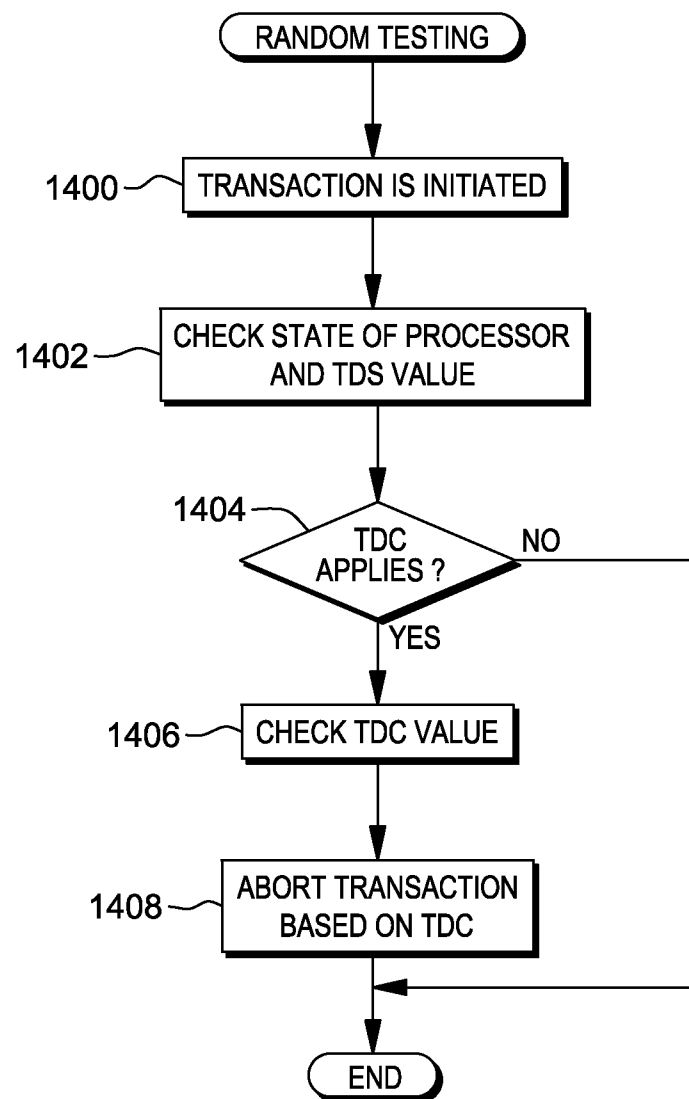 RANDOM TESTING
1400
TRANSACTION IS INITIATED
1402
CHECK STATE OF PROCESSOR
AND TDS VALUE
1404
TDC
APPLIES ?
NO
YES
1406
CHECK TDC VALUE
1408
ABORT TRANSACTION
BASED ON TDC
END